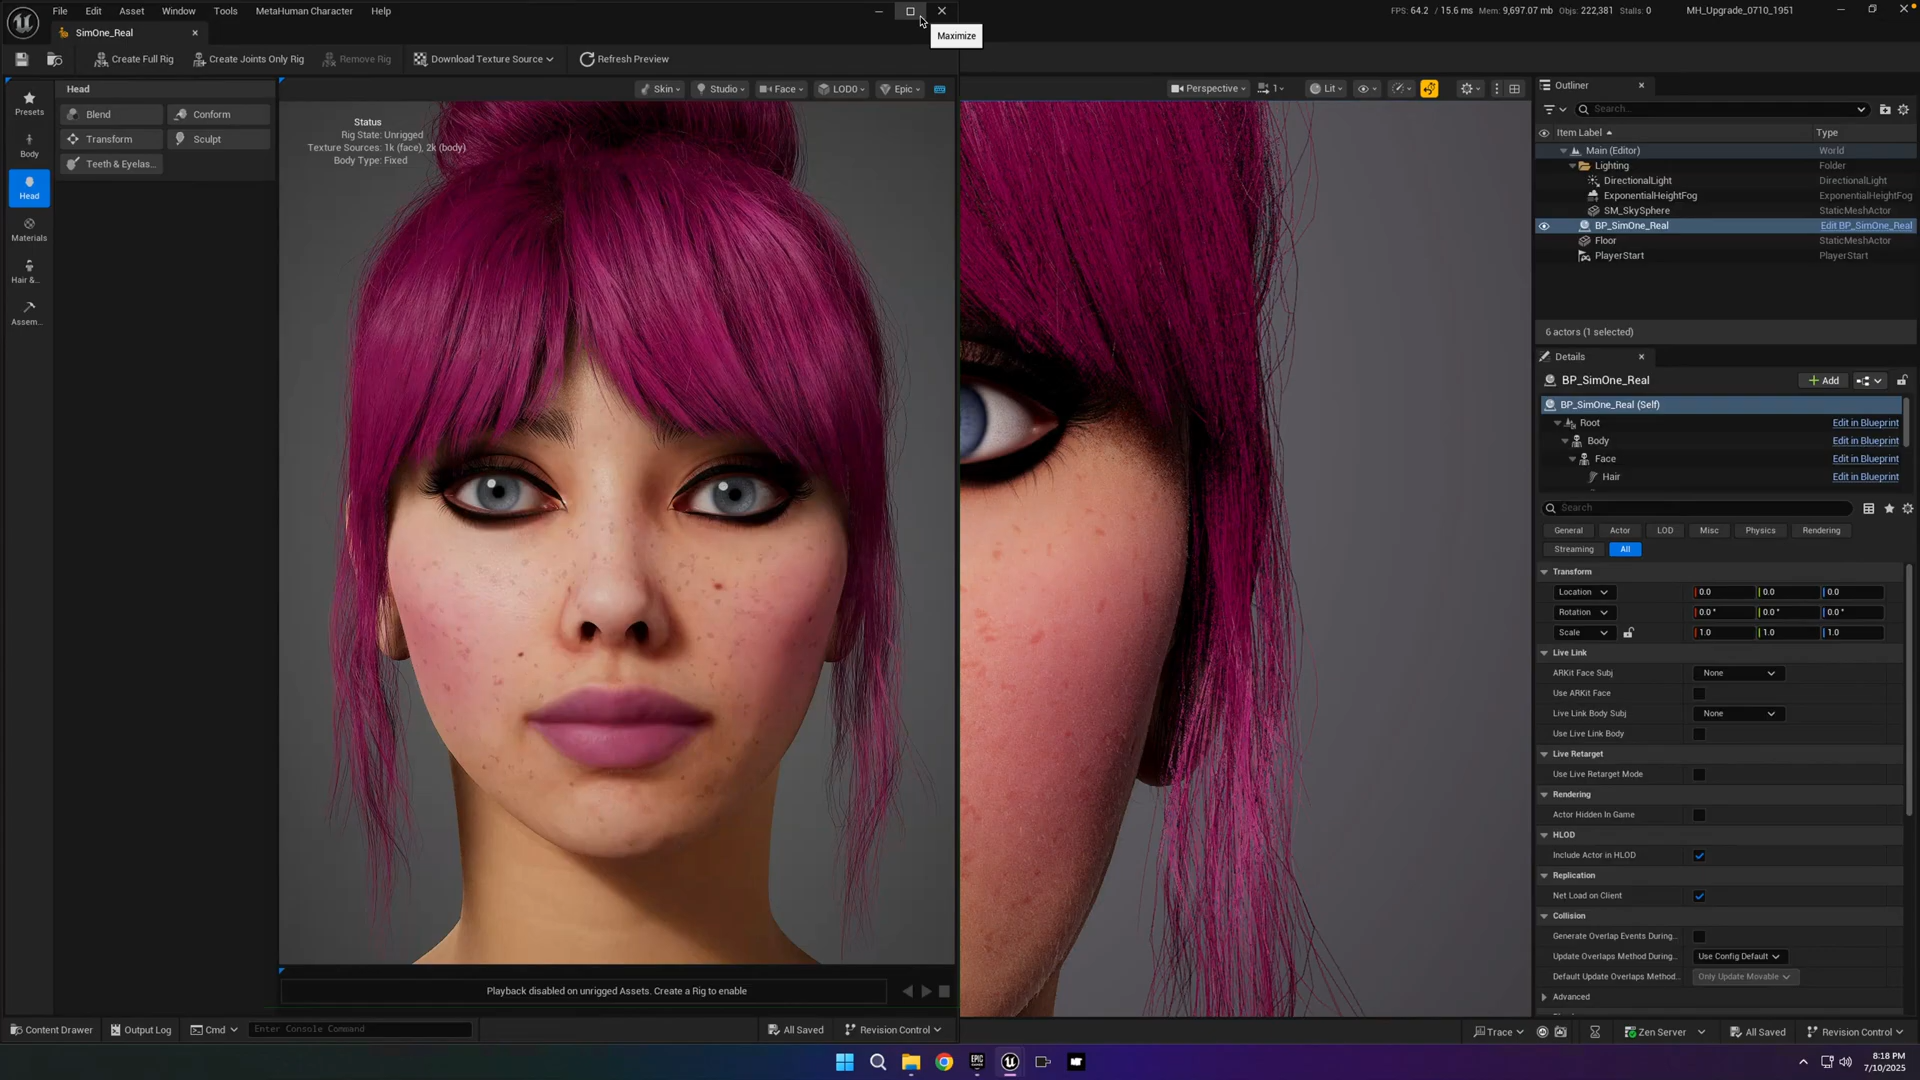 File Edit Asset Window Tools MetaHuman Character Help
FPS: 64.2 / 15.6 ms Mem: 9,697.07 mb Objs: 222,381 Stalls: 0 MH_Upgrade_0710_1951
SimOne_Real
Maximize
Create Full Rig Create Joints Only Rig Remove Rig Download Texture Source Refresh Preview
Head
Skin Studio Face LOD0 Epic
Perspective 1 Lit
Outliner
Presets
Blend Conform
Search...
Status
Rig State: Unrigged
Texture Sources: 1k (face), 2k (body)
Body Type: Fixed
Item Label Type
Body
Transform Sculpt
Main (Editor) World
Teeth & Eyelas...
Lighting Folder
DirectionalLight DirectionalLight
Head
ExponentialHeightFog ExponentialHeightFog
SM_SkySphere StaticMeshActor
BP_SimOne_Real Edit BP_SimOne_Real
Materials
Floor StaticMeshActor
PlayerStart PlayerStart
Hair &..
Assem..
6 actors (1 selected)
Details
BP_SimOne_Real Add
BP_SimOne_Real (Self)
Root Edit in Blueprint
Body Edit in Blueprint
Face Edit in Blueprint
Hair Edit in Blueprint
Search
General Actor LOD Misc Physics Rendering
Streaming All
Transform
Location 0.0 0.0 0.0
Rotation 0.0 ° 0.0 ° 0.0 °
Scale 1.0 1.0 1.0
Live Link
ARKit Face Subj None
Use ARKit Face
Live Link Body Subj None
Use Live Link Body
Live Retarget
Use Live Retarget Mode
Rendering
Actor Hidden In Game
HLOD
Include Actor in HLOD
Replication
Net Load on Client
Collision
Generate Overlap Events During..
Update Overlaps Method During.. Use Config Default
Default Update Overlaps Method.. Only Update Movable
Advanced
Playback disabled on unrigged Assets. Create a Rig to enable
Content Drawer Output Log Cmd Enter Console Command All Saved Revision Control
Trace Zen Server All Saved Revision Control
EPIC
GAMES
8:18 PM
7/10/2025